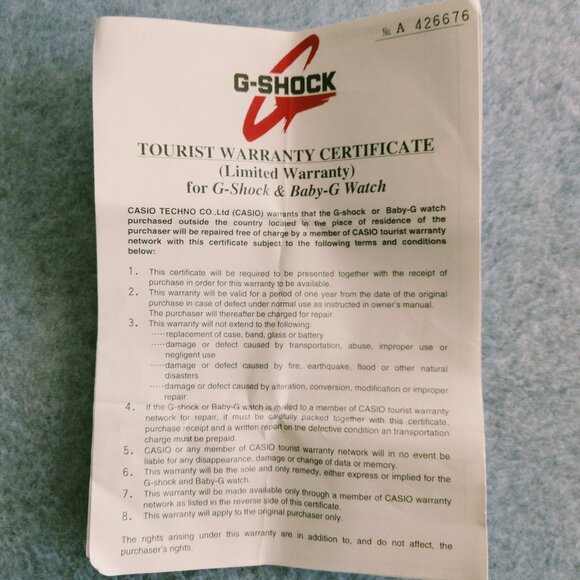 No. A 426676
G-SHOCK
TOURIST WARRANTY CERTIFICATE
(Limited Warranty)
for G-Shock & Baby-G Watch
CASIO TECHNO CO.,Ltd (CASIO) warrants that the G-shock or Baby-G watch
purchased outside the country located in the place of residence of the
purchaser will be repaired free of charge by a member of CASIO tourist warranty
network with this certificate subject to the following terms and conditions
below:
1. This certificate will be required to be presented together with the receipt of
purchase in order for this warranty to be available.
2. This warranty will be valid for a period of one year from the date of the original
purchase in case of defect under normal use as instructed in owner's manual.
The purchaser will thereafter be charged for repair.
3. This warranty will not extend to the following:
·····replacement of case, band, glass or battery
·····damage or defect caused by transportation, abuse, improper use or
negligent use
·····damage or defect caused by fire, earthquake, flood or other natural
disasters
·····damage or defect caused by alteration, conversion, modification or improper
repair
4. If the G-shock or Baby-G watch is mailed to a member of CASIO tourist warranty
network for repair, it must be carefully packed together with this certificate,
purchase receipt and a written report on the defective condition an transportation
charge must be prepaid.
5. CASIO or any member of CASIO tourist warranty network will in no event be
liable for any disappearance, damage or change of data or memory.
6. This warranty will be the sole and only remedy, either express or implied for the
G-shock and Baby-G watch.
7. This warranty will be made available only through a member of CASIO warranty
network as listed in the reverse side of this certificate.
8. This warranty will apply to the original purchaser only.
The rights arising under this warranty are in addition to, and do not affect, the
purchaser's rights.